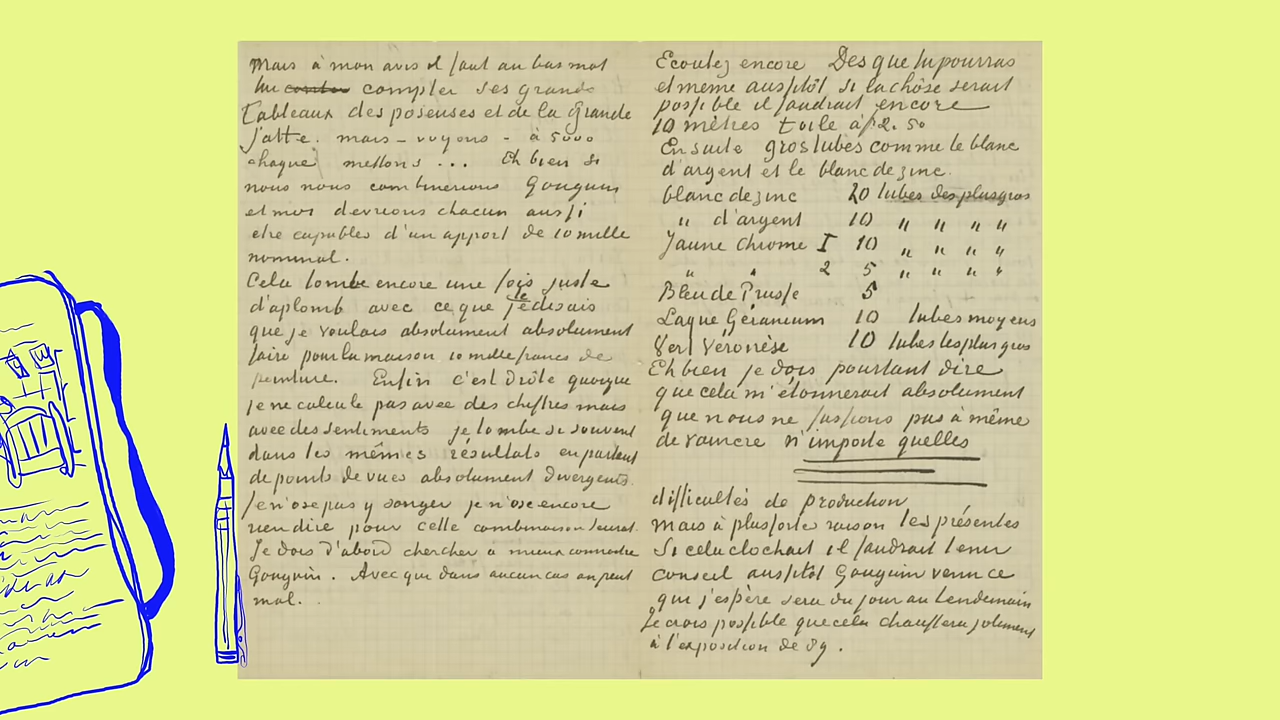 Mais à mon avis il faut au bas mot
lui compter ses grands
Tableaux des poseuses et de la Grande
jatte. mais – voyons – à 5000
chaque mettons ... Eh bien si
nous nous combinerions Gauguin
et moi devrions chacun aussi
etre capables d'un apport de 10 mille
nominal.
Cela tombe encore une fois juste
d'aplomb avec ce que je te disais
que je voulais absolument absolument
faire pour la maison 10 mille francs de
peinture. Enfin c'est Drôle quoique
je ne calcule pas avec des chiffres mais
avec des sentiments je tombe si souvent
dans les mêmes résultats en partant
de points de vues absolument divergents.
Je n'ose pas y songer je n'ose encore
rien dire pour cette combinaison Seurat.
Je dois d'abord chercher à mieux connaitre
Gauguin. Avec qui dans aucun cas on peut
mal.
Ecoutez encore Des que tu pourras
et meme aussitôt si la chôse serait
possible il faudrait encore
10 mètres toile à f 2.50
Ensuite gros tubes comme le blanc
d'argent et le blanc de zinc.
blanc de zinc 20 tubes des plus gros
" d'argent 10 " " " "
Jaune Chrome I 10 " " " "
" " 2 5 " " " "
Bleu de Prusse 5
Laque Géranium 10 tubes moyens
Vert Véronèse 10 tubes les plus gros
Eh bien je dois pourtant dire
que cela m'étonnerait absolument
que nous ne fussions pas à même
de vaincre n'importe quelles
difficultés de production
mais à plus forte raison les présentes
Si cela clochait il faudrait tenir
conseil aussitôt Gauguin venu ce
qui j'espère sera du jour au lendemain
Je crois possible que cela chauffera joliment
à l'exposition de 89.